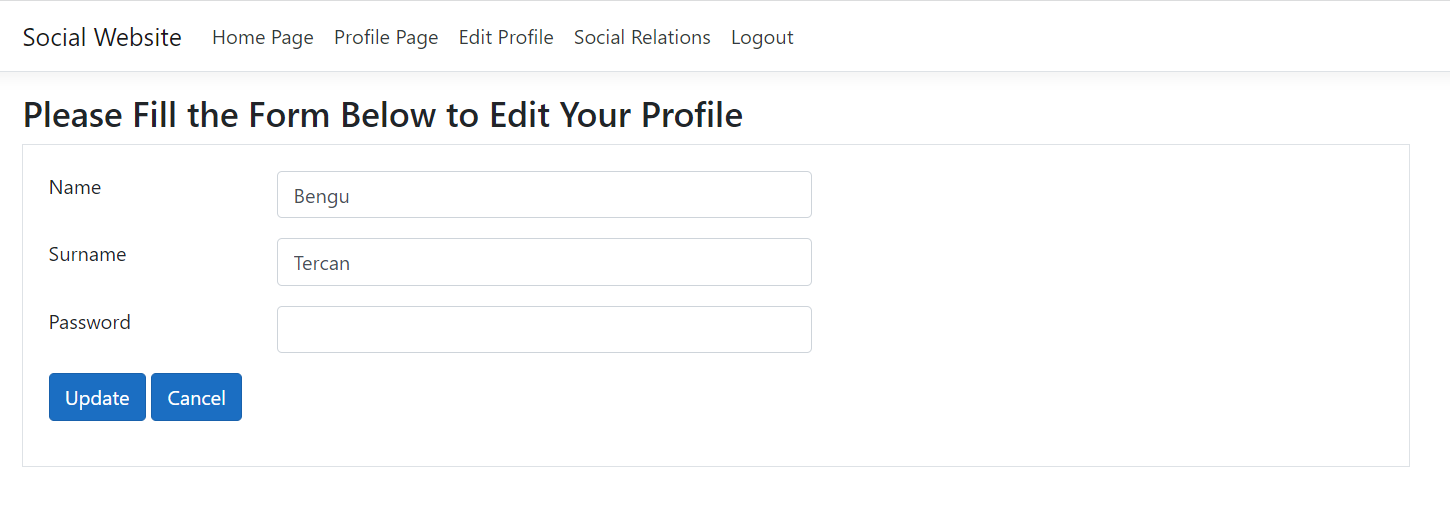 Social Website Home Page Profile Page Edit Profile Social Relations Logout
Please Fill the Form Below to Edit Your Profile
Name Bengu
Surname Tercan
Password
Update Cancel